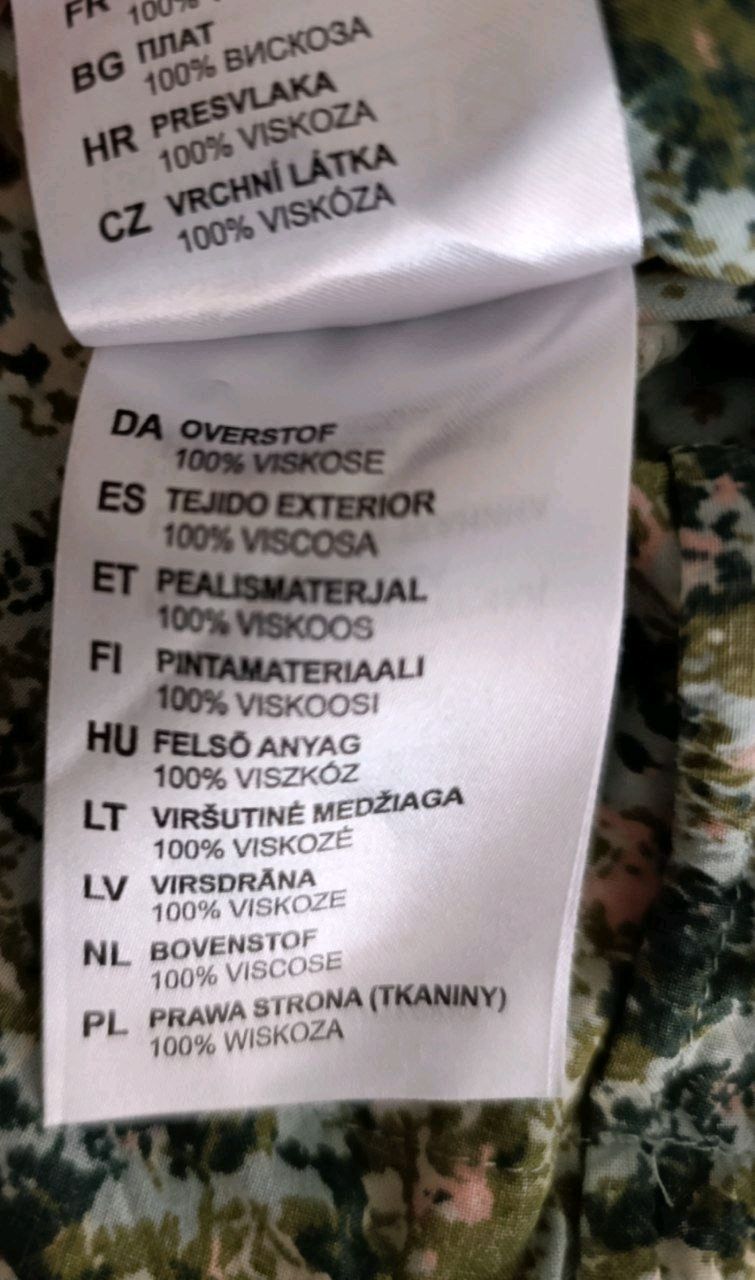 FR
100%
BG ПЛАТ
100% ВИСКОЗА
HR PRESVLAKA
100% VISKOZA
CZ VRCHNÍ LÁTKA
100% VISKÓZA
DA OVERSTOF
100% VISKOSE
ES TEJIDO EXTERIOR
100% VISCOSA
ET PEALISMATERJAL
100% VISKOOS
FI PINTAMATERIAALI
100% VISKOOSI
HU FELSŐ ANYAG
100% VISZKÓZ
LT VIRŠUTINĖ MEDŽIAGA
100% VISKOZĖ
LV VIRSDRĀNA
100% VISKOZE
NL BOVENSTOF
100% VISCOSE
PL PRAWA STRONA (TKANINY)
100% WISKOZA